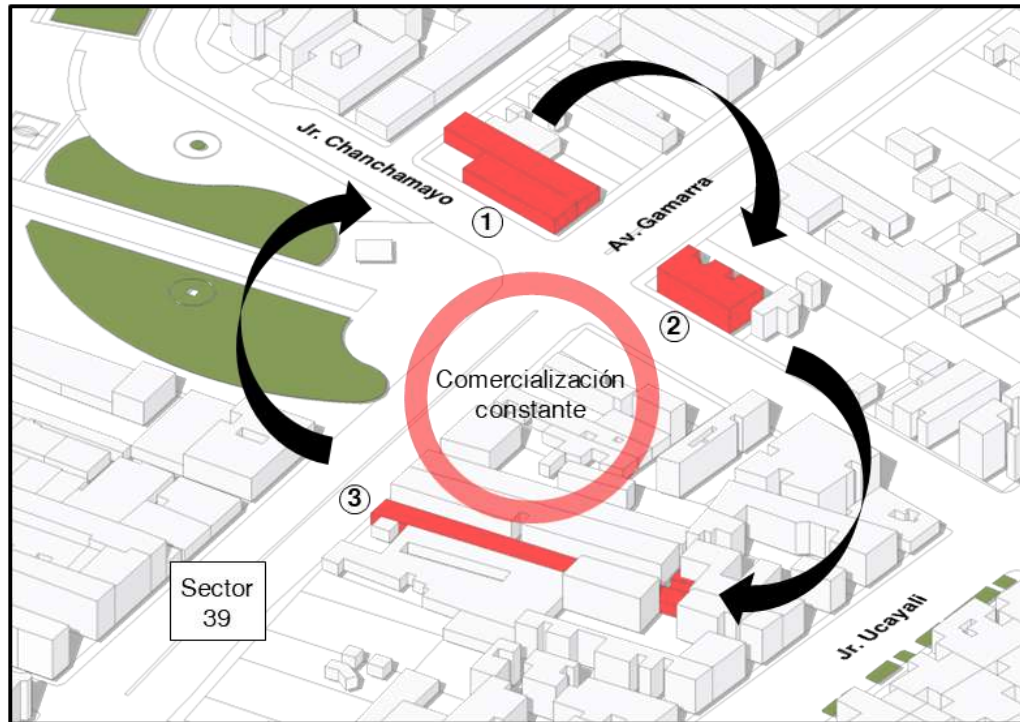 Jr. Chanchamayo
1
Av. Gamarra
2
Comercialización
constante
3
Sector
39
Jr. Ucayali